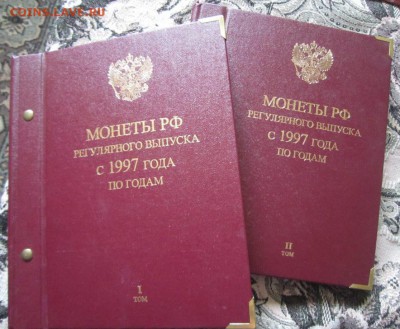 COINS.LAVE.RU
МОНЕТЫ РФ
РЕГУЛЯРНОГО ВЫПУСКА
С 1997 ГОДА
ПО ГОДАМ
I
ТОМ
МОНЕТЫ РФ
РЕГУЛЯРНОГО ВЫПУСКА
С 1997 ГОДА
ПО ГОДАМ
II
ТОМ